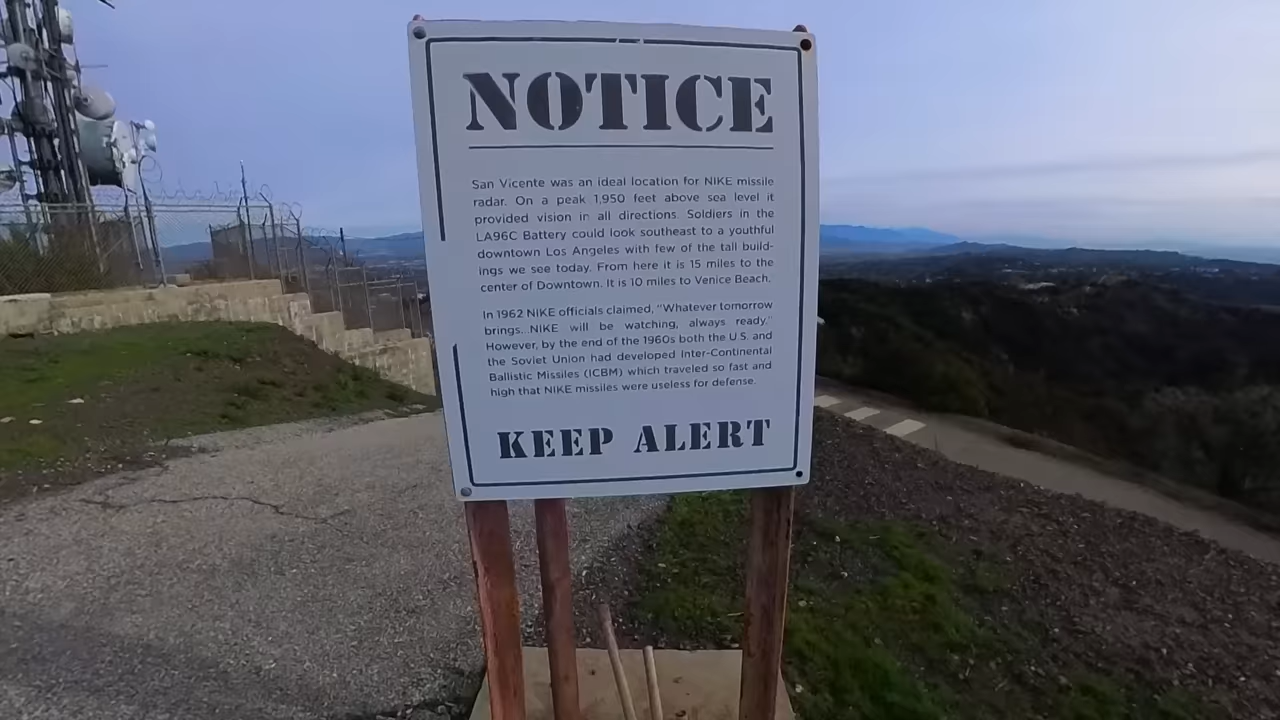 NOTICE
San Vicente was an ideal location for NIKE missile
radar. On a peak 1,950 feet above sea level it
provided vision in all directions. Soldiers in the
LA96C Battery could look southeast to a youthful
downtown Los Angeles with few of the tall build-
ings we see today. From here it is 15 miles to the
center of Downtown. It is 10 miles to Venice Beach.
In 1962 NIKE officials claimed, “Whatever tomorrow
brings...NIKE will be watching, always ready.”
However, by the end of the 1960s both the U.S. and
the Soviet Union had developed Inter-Continental
Ballistic Missiles (ICBM) which traveled so fast and
high that NIKE missiles were useless for defense.
KEEP ALERT